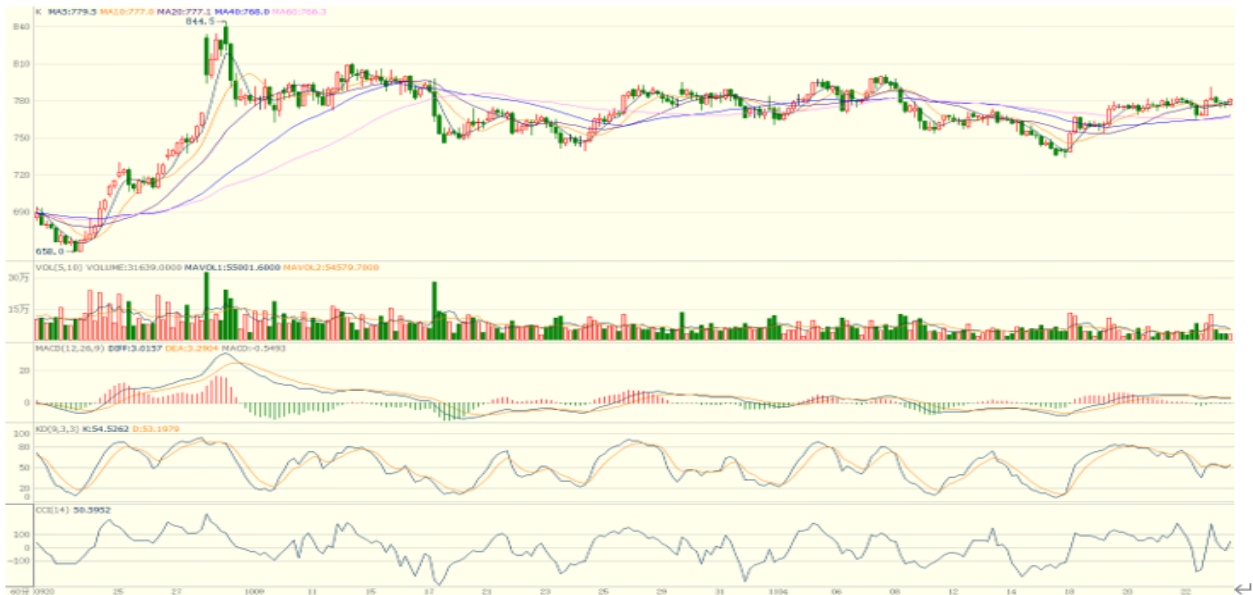 K MA5:779.5 MA10:777.0 MA20:777.1 MA40:768.0 MA60:766.3
844.5
840
810
780
750
720
690
658.0
VOL(5,10) VOLUME:31639.0000 MAVOL1:55001.6000 MAVOL2:54579.7000
30万
15万
MACD(12,26,9) DIFF:3.0157 DEA:3.2904 MACD:-0.5493
20
0
KD(9,3,3) K:54.5262 D:53.1979
100
80
50
20
0
CCI(14) 50.5952
100
0
-100
60分 0920 25 27 1009 11 15 17 21 23 25 29 31 1104 06 08 12 14 18 20 22